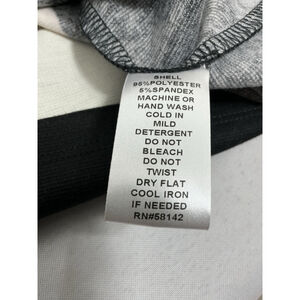 SHELL
95%POLYESTER
5%SPANDEX
MACHINE OR
HAND WASH
COLD IN
MILD
DETERGENT
DO NOT
BLEACH
DO NOT
TWIST
DRY FLAT
COOL IRON
IF NEEDED
RN#58142